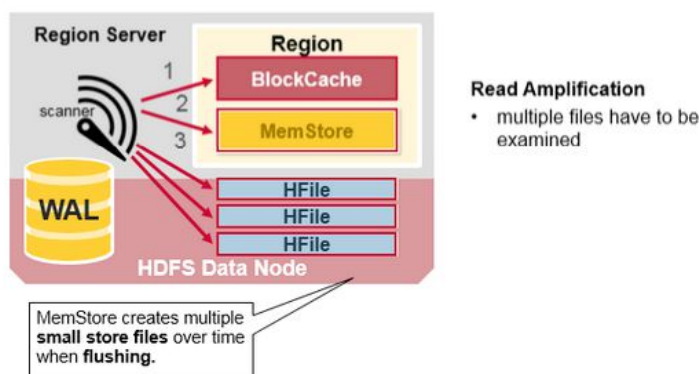 Region Server
Region
1
BlockCache
scanner
2
MemStore
3
HFile
WAL
HFile
HFile
HDFS Data Node
Read Amplification
• multiple files have to be
examined
MemStore creates multiple
small store files over time
when flushing.